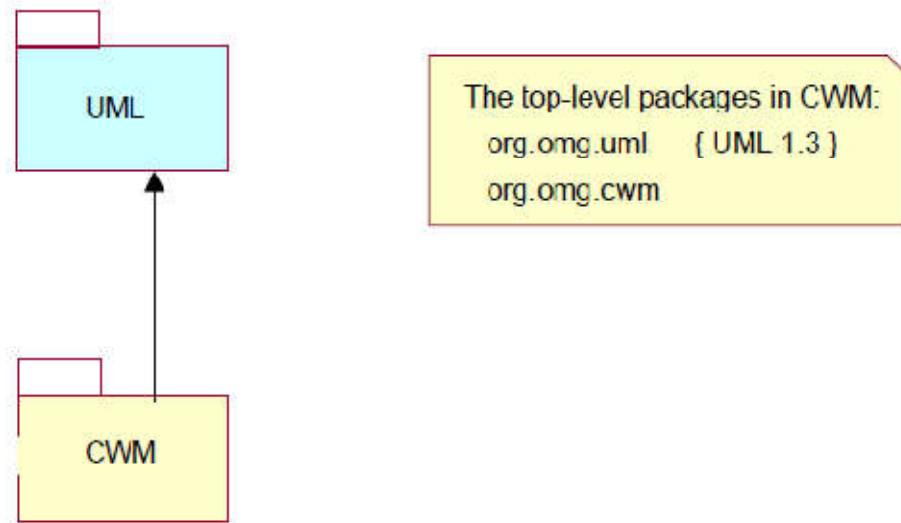 UML
The top-level packages in CWM:
org.omg.uml { UML 1.3 }
org.omg.cwm
CWM